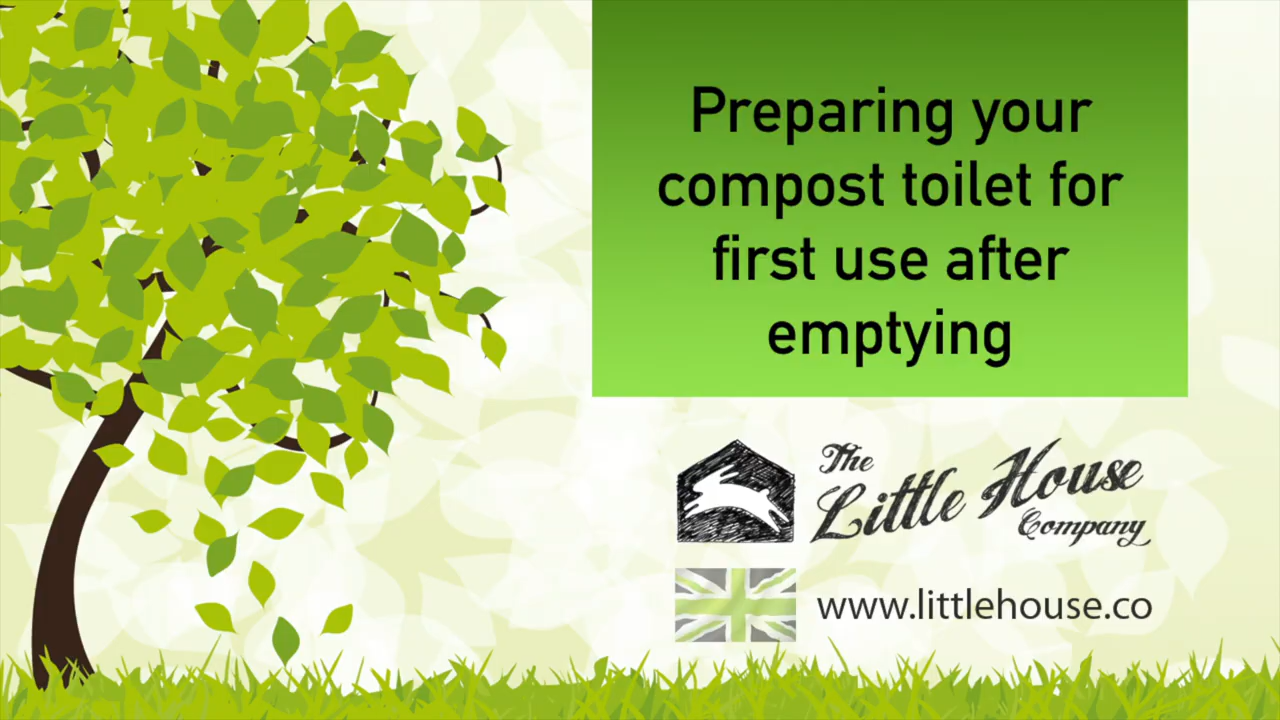 Preparing your
compost toilet for
first use after
emptying
The
Little House
Company
www.littlehouse.co